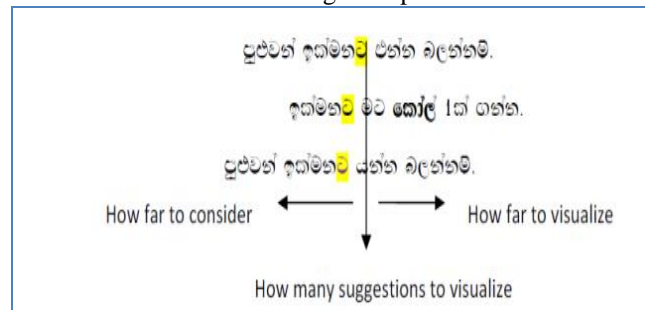 පුළුවන් ඉක්මනට එන්න බලන්නම්.
ඉක්මනට මට කෝල් 1ක් ගන්න.
පුළුවන් ඉක්මනට යන්න බලන්නම්.
How far to consider
How far to visualize
How many suggestions to visualize